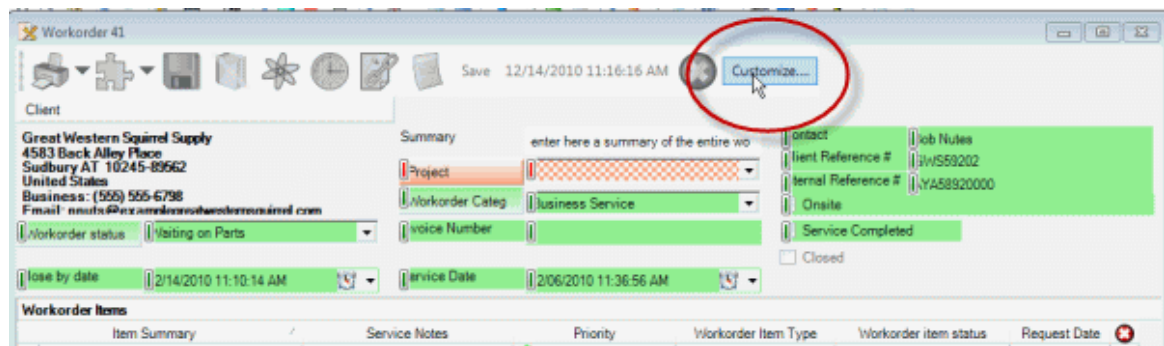 Workorder 41
Save 12/14/2010 11:16:16 AM Customize....
Client
Great Western Squirrel Supply
4583 Back Alley Place
Sudbury AT 10245-89562
United States
Business: (555) 555-6798
Email:
Workorder status Waiting on Parts
lose by date 2/14/2010 11:10:14 AM
Summary enter here a summary of the entire wo
Project
Workorder Categ Business Service
voice Number
ervice Date 2/06/2010 11:36:56 AM
ontact Bob Nutes
lient Reference # GWS59202
ternal Reference # AYA58920000
Onsite
Service Completed
Closed
Workorder Items
Item Summary Service Notes Priority Workorder Item Type Workorder item status Request Date